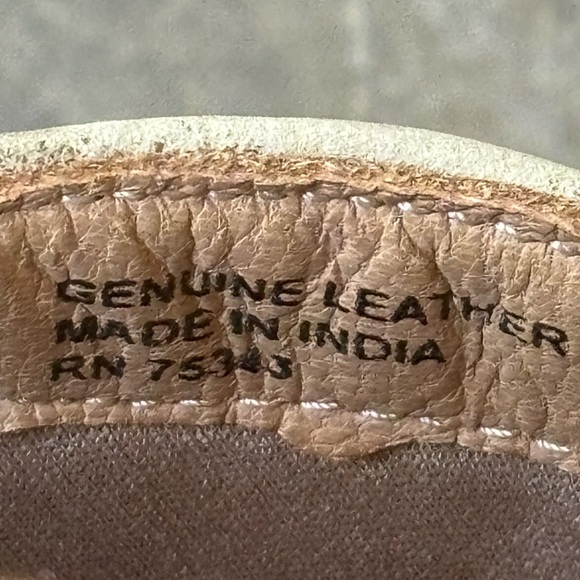 GENUINE LEATHER
MADE IN INDIA
RN 75343